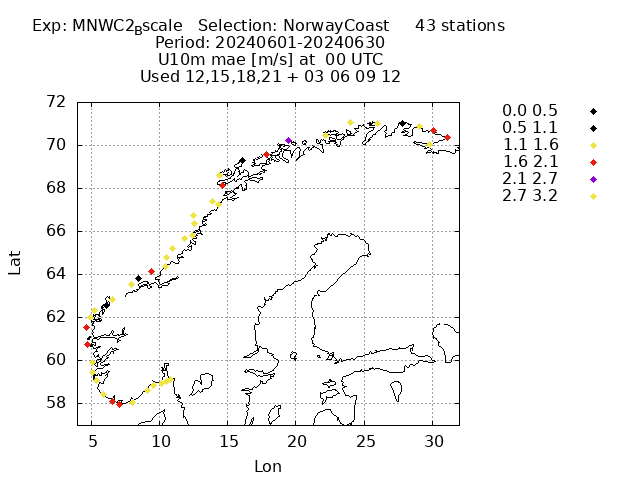 Exp: MNWC2_Bscale Selection: NorwayCoast 43 stations
Period: 20240601-20240630
U10m mae [m/s] at 00 UTC
Used 12,15,18,21 + 03 06 09 12
0.0 0.5
0.5 1.1
1.1 1.6
1.6 2.1
2.1 2.7
2.7 3.2
72
70
68
66
64
62
60
58
Lat
5 10 15 20 25 30
Lon